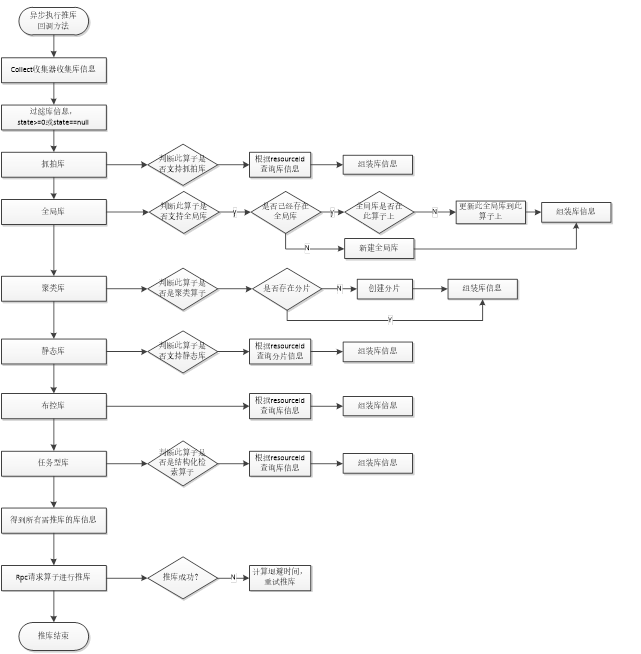 异步执行推库
回调方法
Collect收集器收集库信息
过滤库信息，
state>=0或state==null
抓拍库
判断此算子是
否支持抓拍库
根据resourceid
查询库信息
组装库信息
全局库
判断此算子是
否支持全局库
y
是否已经存在
全局库
y
全局库是否在
此算子上
N
更新此全局库到此
算子上
组装库信息
N
新建全局库
聚类库
判断此算子是
否是聚类算子
是否存在分片
N
创建分片
组装库信息
y
静态库
判断此算子是
否支持静态库
根据resourceid
查询分片信息
组装库信息
布控库
根据resourceid
查询库信息
组装库信息
任务型库
判断此算子是
否是结构化检
索算子
根据resourceid
查询库信息
组装库信息
得到所有需推库的库信息
Rpc请求算子进行推库
推库成功？
N
计算退避时间，
重试推库
推库结束